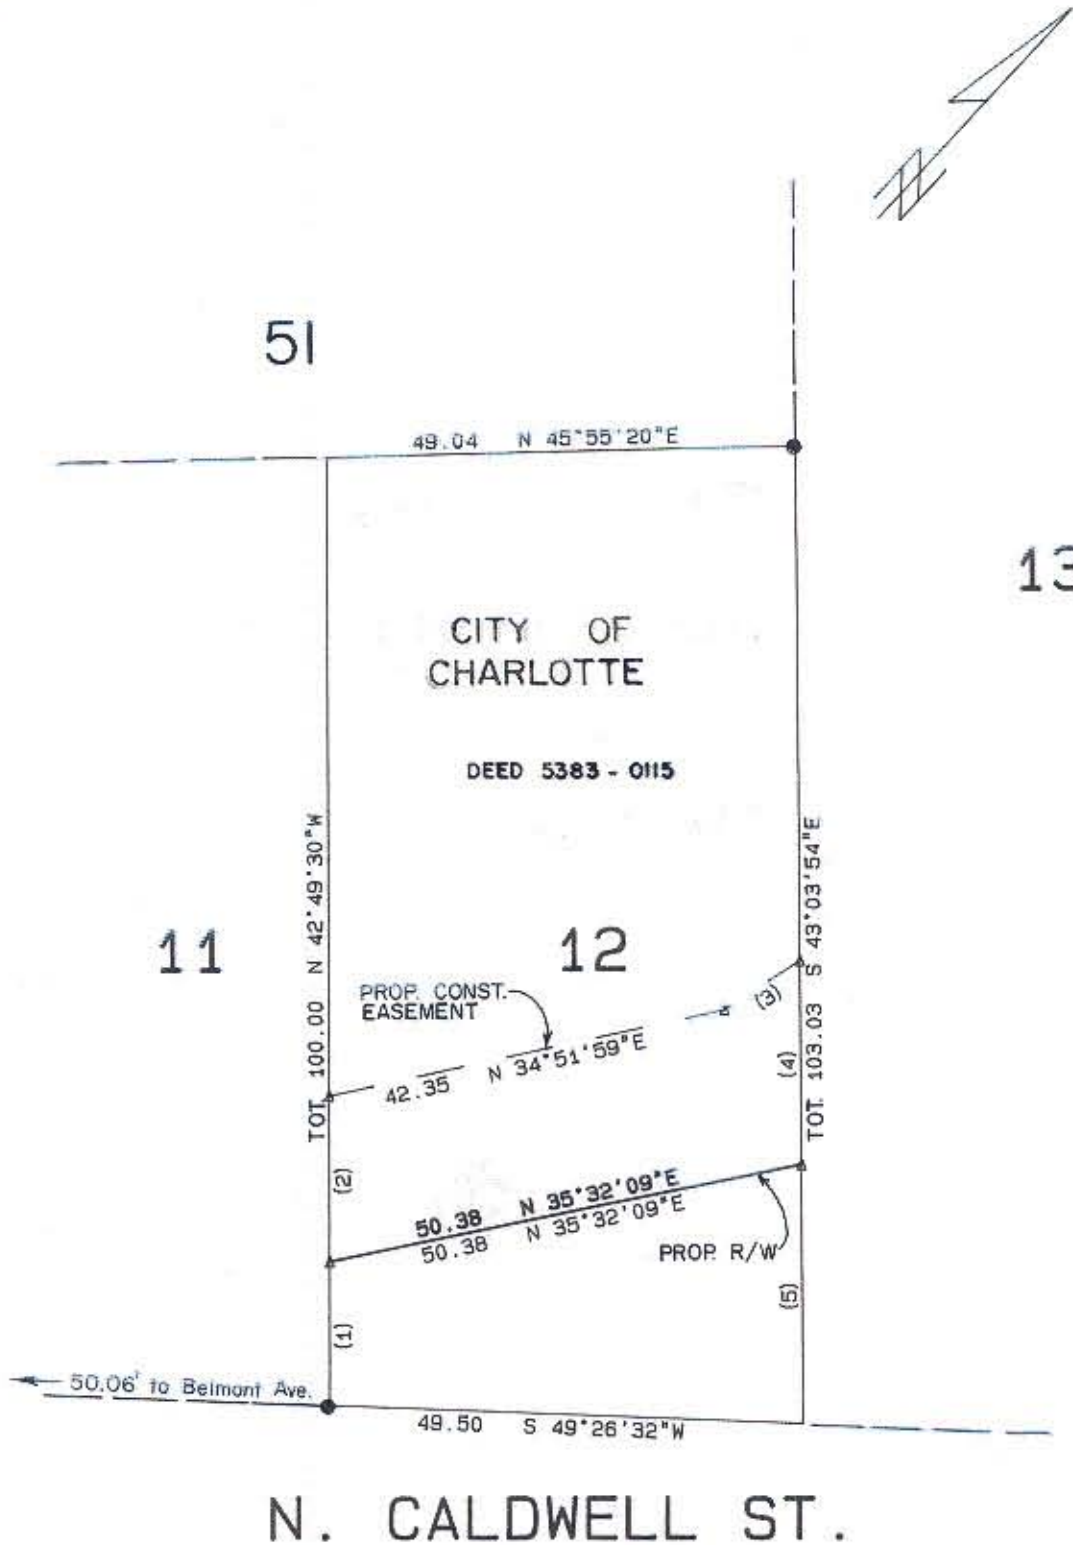 51
49.04 N 45°55'20"E
13
CITY OF
CHARLOTTE
DEED 5383 - 0115
TOT. 100.00 N 42°49'30"W
TOT. 103.03 S 43°03'54"E
11
12
PROP. CONST.
EASEMENT
(3)
42.35 N 34°51'59"E
(4)
(2)
50.38 N 35°32'09"E
50.38 N 35°32'09"E
PROP. R/W
(5)
(1)
50.06' to Belmont Ave.
49.50 S 49°26'32"W
N. CALDWELL ST.